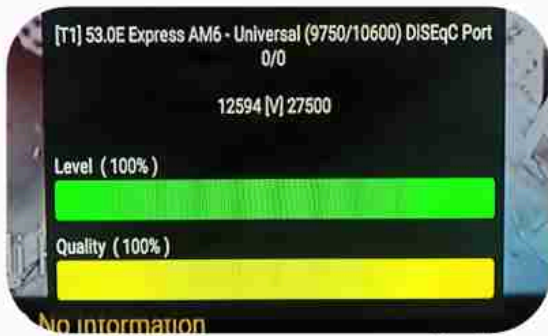 [T1] 53.0E Express AM6 - Universal (9750/10600) DISEqC Port
0/0
12594 [V] 27500
Level ( 100% )
Quality ( 100% )
No information